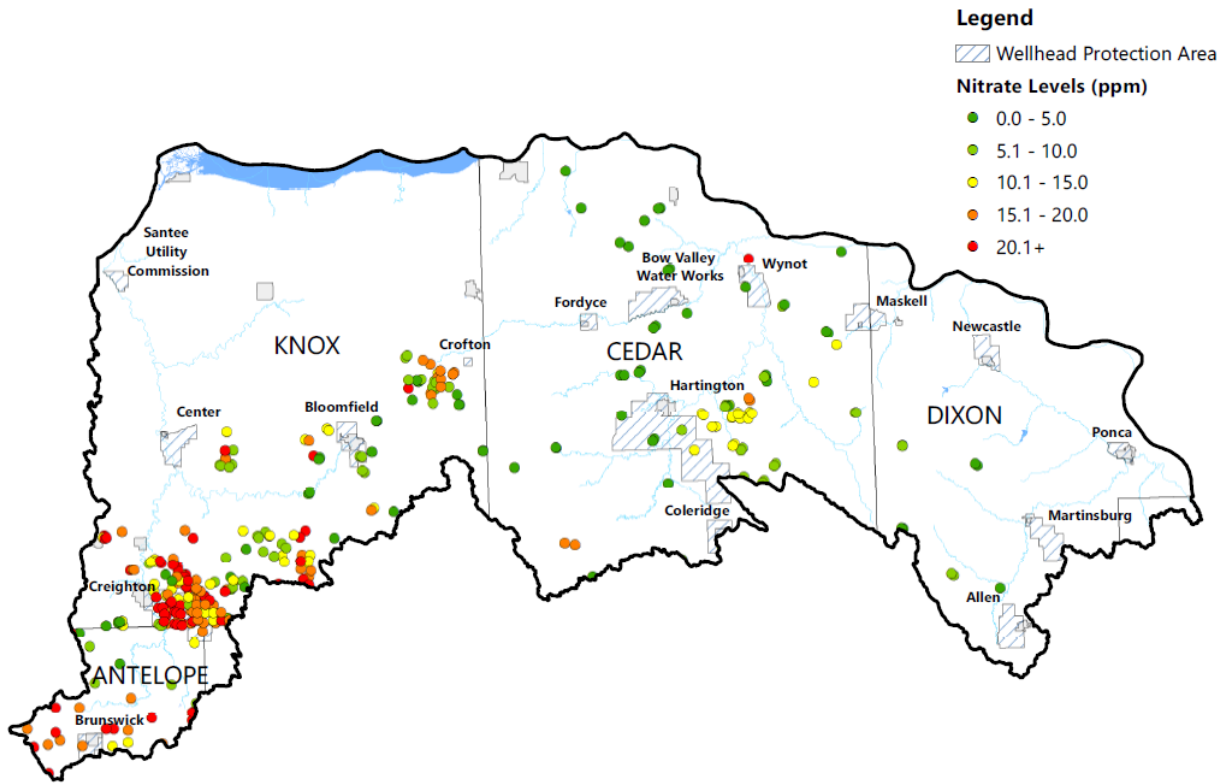 Legend
Wellhead Protection Area
Nitrate Levels (ppm)
0.0 - 5.0
5.1 - 10.0
10.1 - 15.0
15.1 - 20.0
20.1+
Santee
Utility
Commission
Bow Valley
Water Works
Wynot
Fordyce
Maskell
Newcastle
KNOX
Crofton
CEDAR
Hartington
Center
Bloomfield
DIXON
Ponca
Coleridge
Martinsburg
Creighton
Allen
ANTELOPE
Brunswick